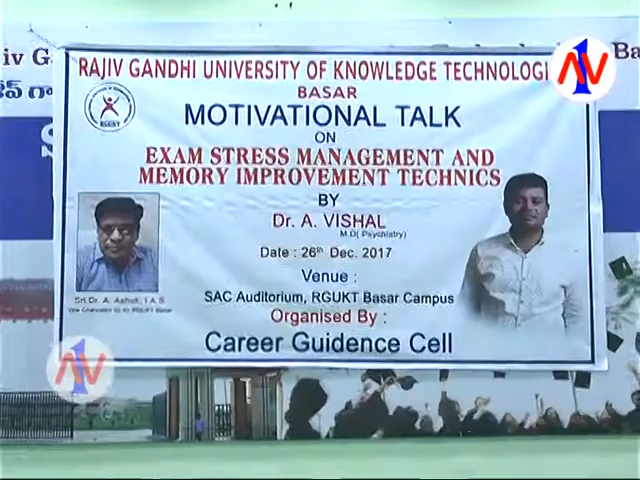 RAJIV GANDHI UNIVERSITY OF KNOWLEDGE TECHNOLOGI
BASAR
RGUKT
MOTIVATIONAL TALK
ON
EXAM STRESS MANAGEMENT AND
MEMORY IMPROVEMENT TECHNICS
BY
Dr. A. VISHAL
M.D( Psychiatry)
Date : 26th Dec. 2017
Venue :
SAC Auditorium, RGUKT Basar Campus
Organised By :
Career Guidence Cell
Sri.Dr. A. Ashok, I A S